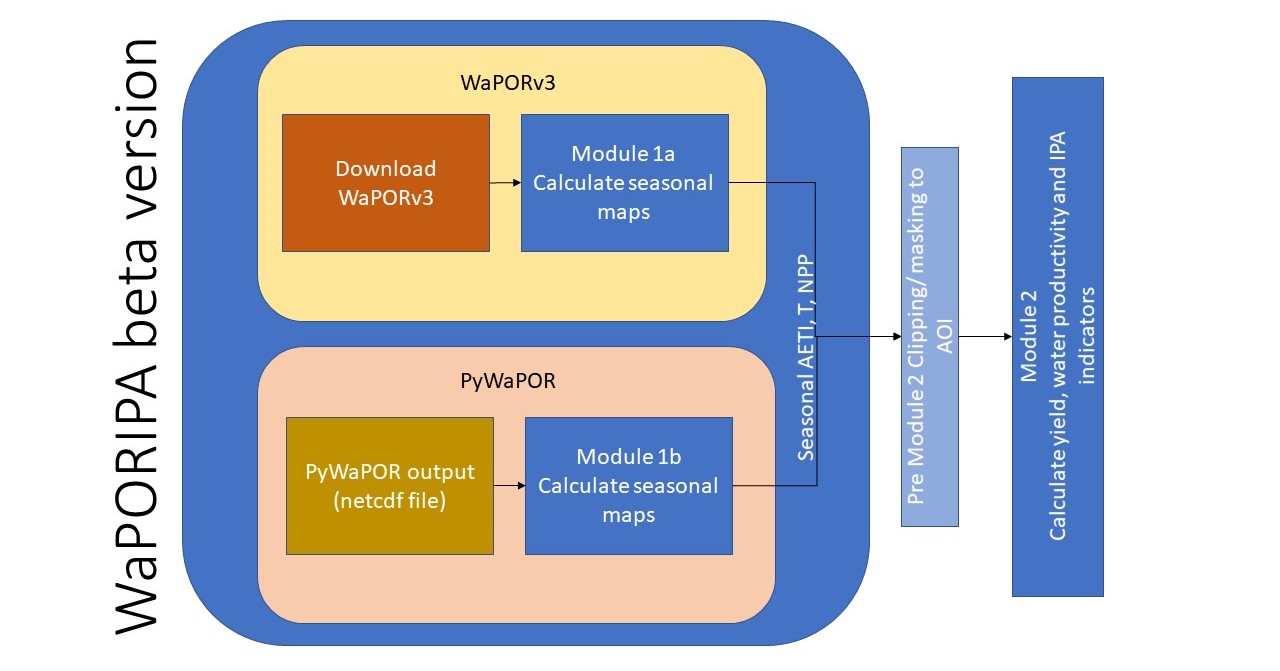 WaPORIPA beta version
WaPORv3
Download
WaPORv3
Module 1a
Calculate seasonal
maps
PyWaPOR
PyWaPOR output
(netcdf file)
Module 1b
Calculate seasonal
maps
Seasonal AETI, T, NPP
Pre Module 2 Clipping/ masking to
AOI
Module 2
Calculate yield, water productivity and IPA
indicators